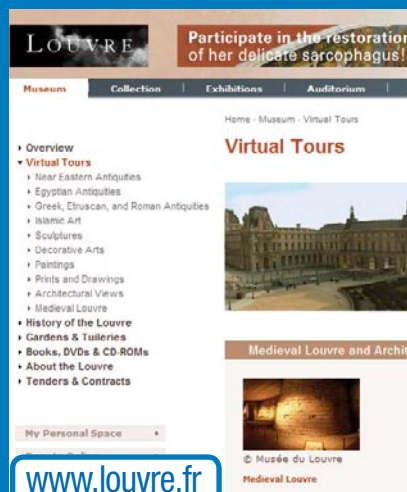 LOUVRE
Participate in the restoration
of her delicate sarcophagus!
Museum Collection Exhibitions Auditorium
Home - Museum - Virtual Tours
Overview
Virtual Tours
Near Eastern Antiquities
Egyptian Antiquities
Greek, Etruscan, and Roman Antiquities
Islamic Art
Sculptures
Decorative Arts
Paintings
Prints and Drawings
Architectural Views
Medieval Louvre
History of the Louvre
Gardens & Tuileries
Books, DVDs & CD-ROMs
About the Louvre
Tenders & Contracts
My Personal Space
Virtual Tours
Medieval Louvre and Archit
© Musée du Louvre
Medieval Louvre
www.louvre.fr